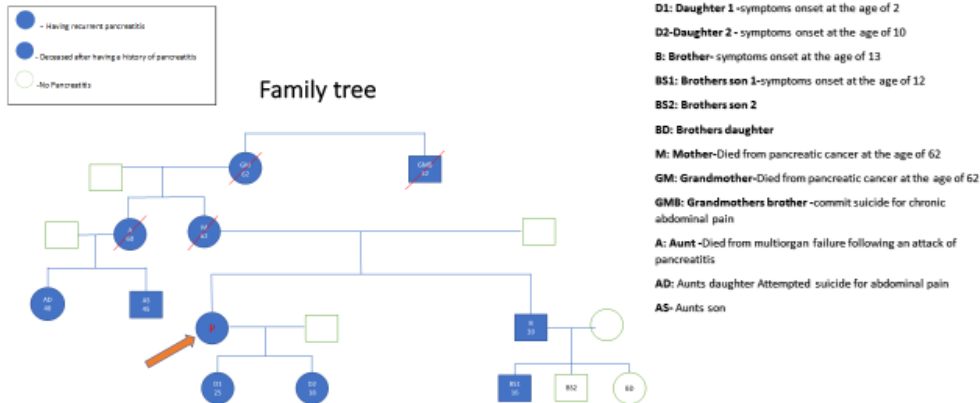 - Having recurrent pancreatitis
- Deceased after having a history of pancreatitis
-No Pancreatitis
Family tree
D1: Daughter 1 -symptoms onset at the age of 2
D2-Daughter 2 - symptoms onset at the age of 10
B: Brother- symptoms onset at the age of 13
BS1: Brothers son 1-symptoms onset at the age of 12
BS2: Brothers son 2
BD: Brothers daughter
M: Mother-Died from pancreatic cancer at the age of 62
GM: Grandmother-Died from pancreatic cancer at the age of 62
GMB: Grandmothers brother -commit suicide for chronic
abdominal pain
A: Aunt -Died from multiorgan failure following an attack of
pancreatitis
AD: Aunts daughter Attempted suicide for abdominal pain
AS- Aunts son
GM
62
GMB
A
M
AD
AS
P
B
D1
25
D2
BS1
16
BS2